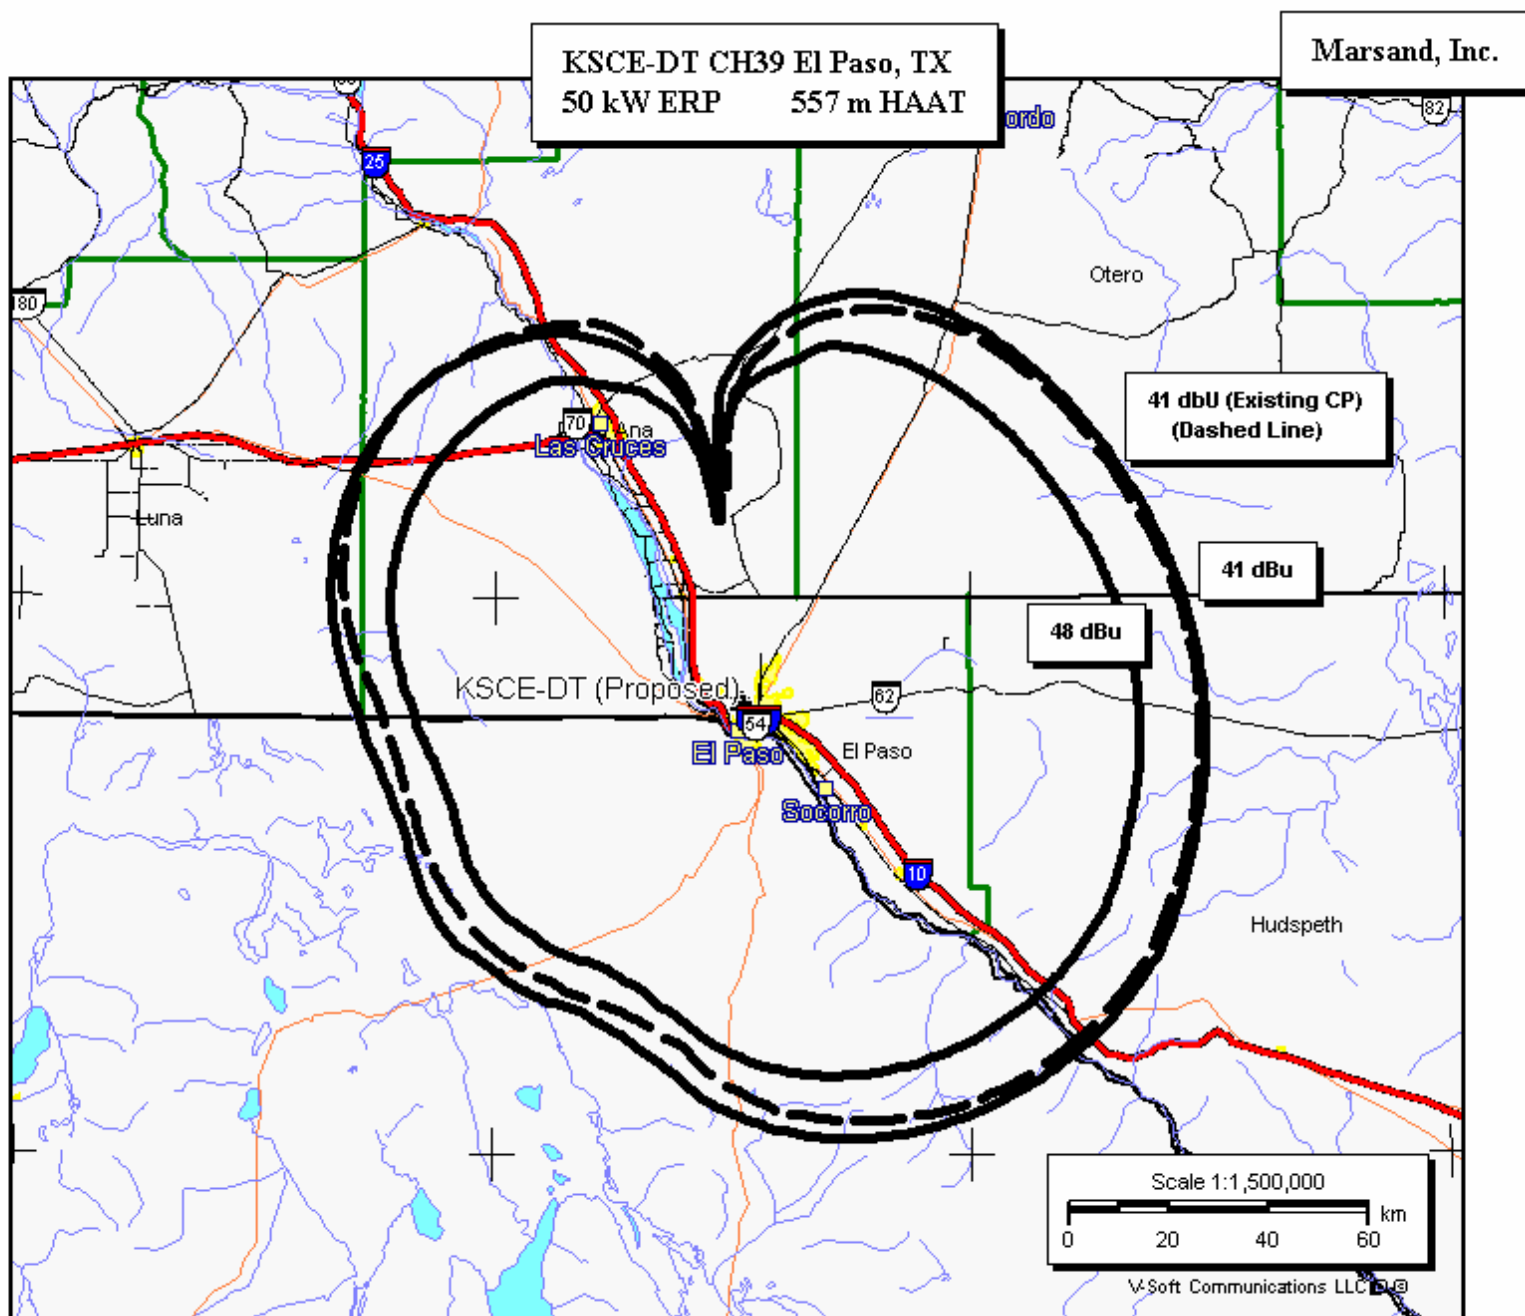 KSCE-DT CH39 El Paso, TX
50 kW ERP 557 m HAAT
Marsand, Inc.
ordo
82
25
Otero
180
41 dbU (Existing CP)
(Dashed Line)
70
Ana
Las Cruces
Luna
41 dBu
48 dBu
KSCE-DT (Proposed)
62
54
El Paso
El Paso
Socorro
10
Hudspeth
Scale 1:1,500,000
km
0 20 40 60
V-Soft Communications LLC ® ©